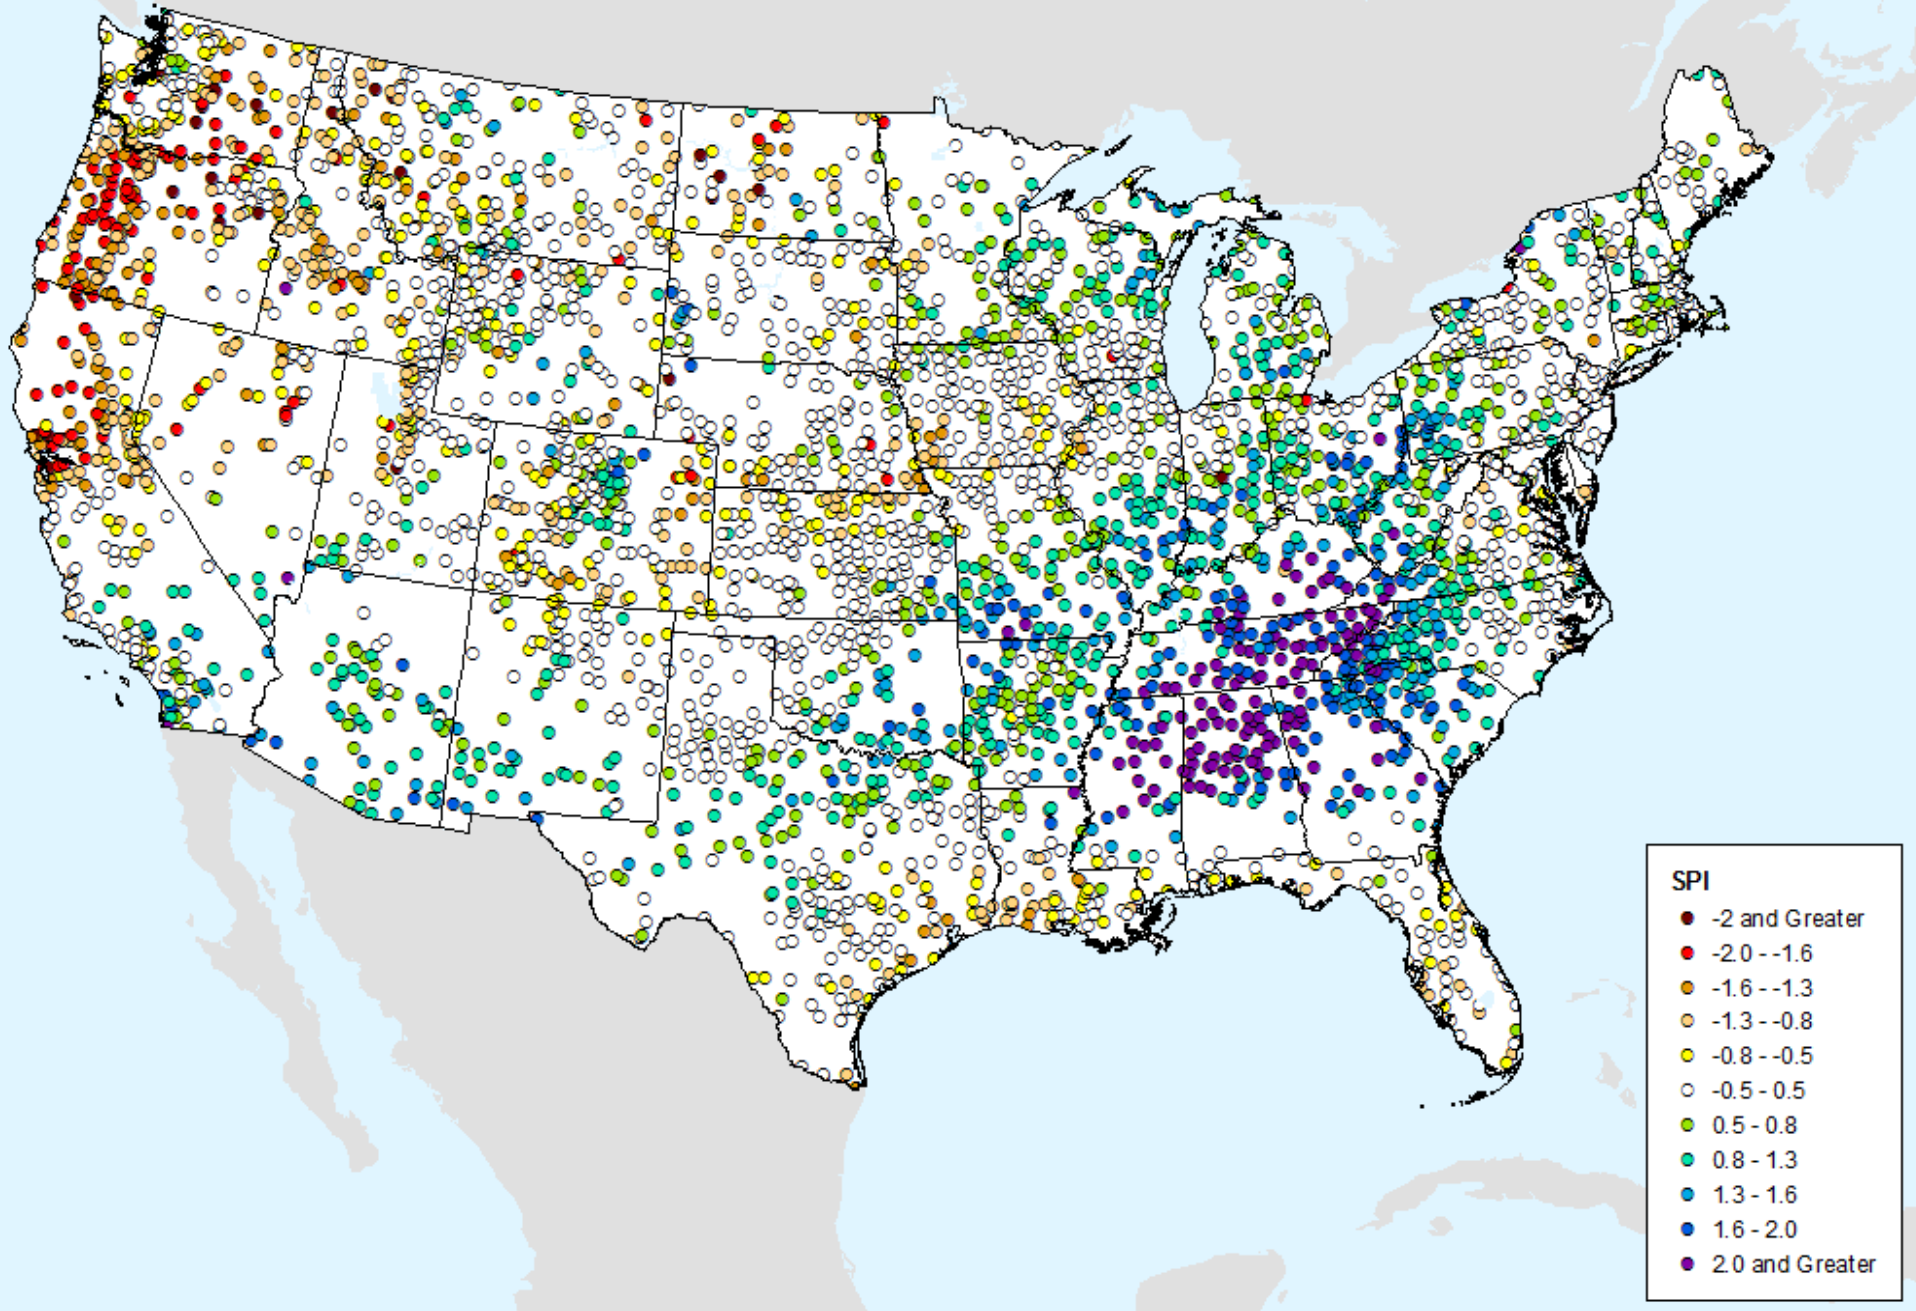 SPI
-2 and Greater
-2.0 - -1.6
-1.6 - -1.3
-1.3 - -0.8
-0.8 - -0.5
-0.5 - 0.5
0.5 - 0.8
0.8 - 1.3
1.3 - 1.6
1.6 - 2.0
2.0 and Greater